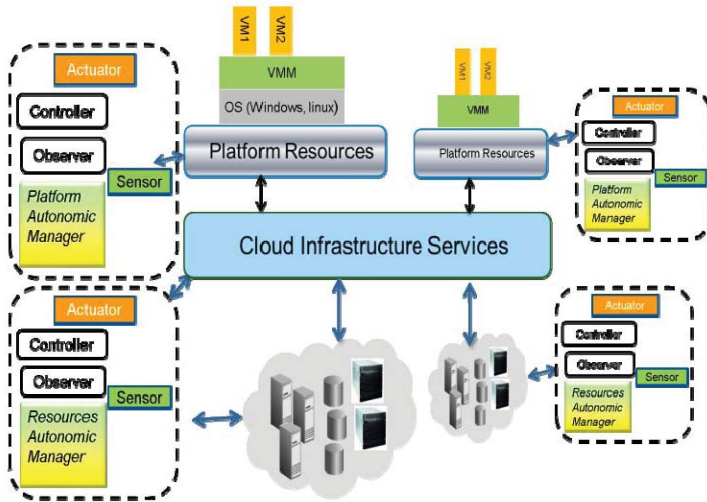 Actuator
Controller
Observer
Sensor
Platform
Autonomic
Manager
VM1
VM2
VMM
OS (Windows, linux)
Platform Resources
VM1
VM2
VMM
Platform Resources
Actuator
Controller
Observer
Sensor
Platform
Autonomic
Manager
Cloud Infrastructure Services
Actuator
Controller
Observer
Sensor
Resources
Autonomic
Manager
Actuator
Controller
Observer
Sensor
Resources
Autonomic
Manager